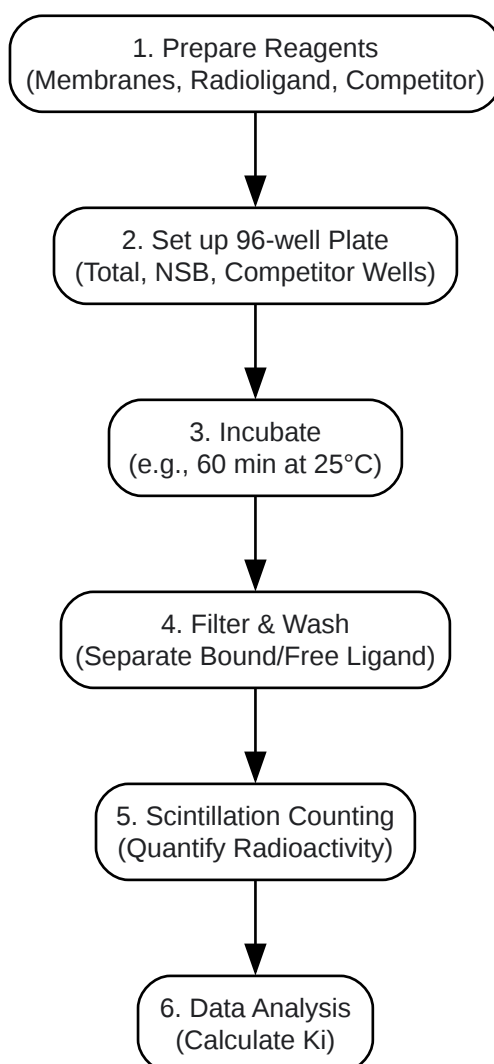 1. Prepare Reagents
(Membranes, Radioligand, Competitor)
2. Set up 96-well Plate
(Total, NSB, Competitor Wells)
3. Incubate
(e.g., 60 min at 25°C)
4. Filter & Wash
(Separate Bound/Free Ligand)
5. Scintillation Counting
(Quantify Radioactivity)
6. Data Analysis
(Calculate Ki)